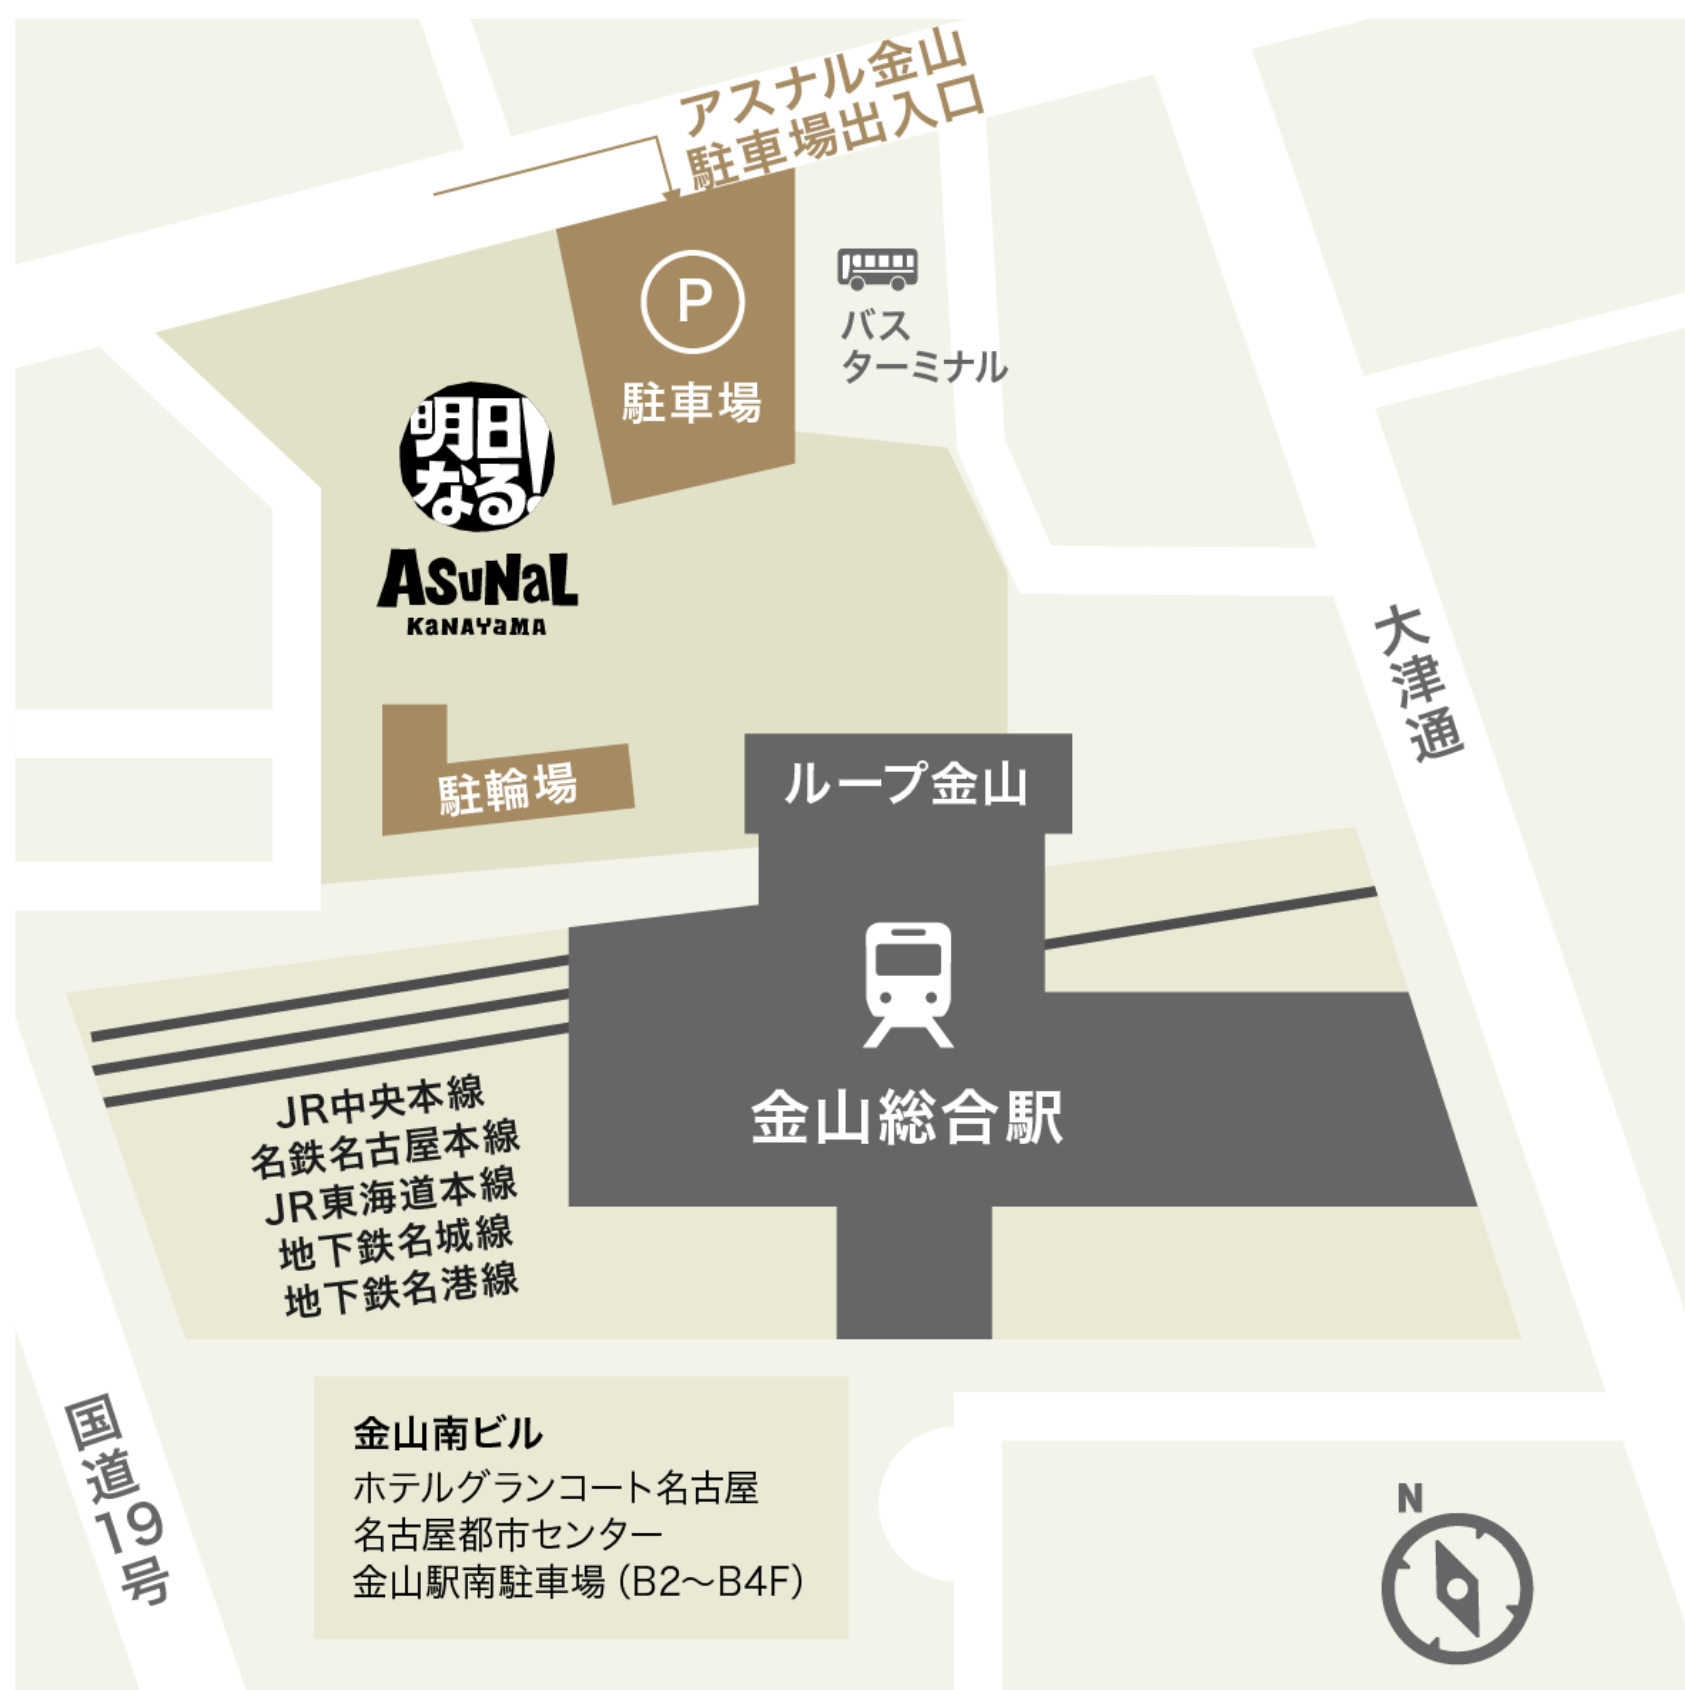 アスナル金山
駐車場出入口
P
駐車場
バス
ターミナル
明日
なる!
ASUNAL
KANAYAMA
大津通
駐輪場
ループ金山
金山総合駅
JR中央本線
名鉄名古屋本線
JR東海道本線
地下鉄名城線
地下鉄名港線
国道19号
金山南ビル
ホテルグランコート名古屋
名古屋都市センター
金山駅南駐車場(B2〜B4F)
N